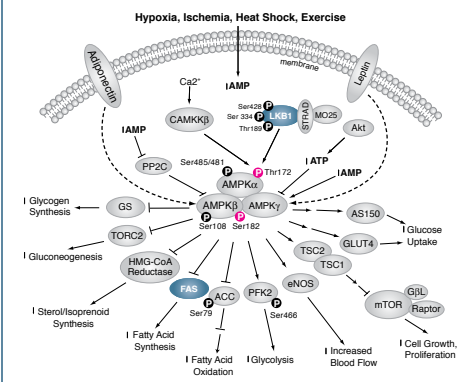 Hypoxia, Ischemia, Heat Shock, Exercise
membrane
Adiponectin
Leptin
Ca2+
IAMP
Ser428 P
Ser 334 P
Thr189 P
LKB1
STRAD
MO25
CAMKKβ
Akt
IAMP
PP2C
Ser485/481
P
P Thr172
I ATP
IAMP
AMPKα
AMPKβ
AMPKγ
P
Ser108
P
Ser182
I Glycogen
Synthesis
GS
TORC2
I Gluconeogenesis
HMG-CoA
Reductase
I Sterol/Isoprenoid
Synthesis
FAS
I Fatty Acid
Synthesis
ACC
P
Ser79
I Fatty Acid
Oxidation
PFK2
P
Ser466
I Glycolysis
eNOS
I Increased
Blood Flow
TSC2
TSC1
AS150
GLUT4
I Glucose
Uptake
mTOR
GβL
Raptor
I Cell Growth,
Proliferation